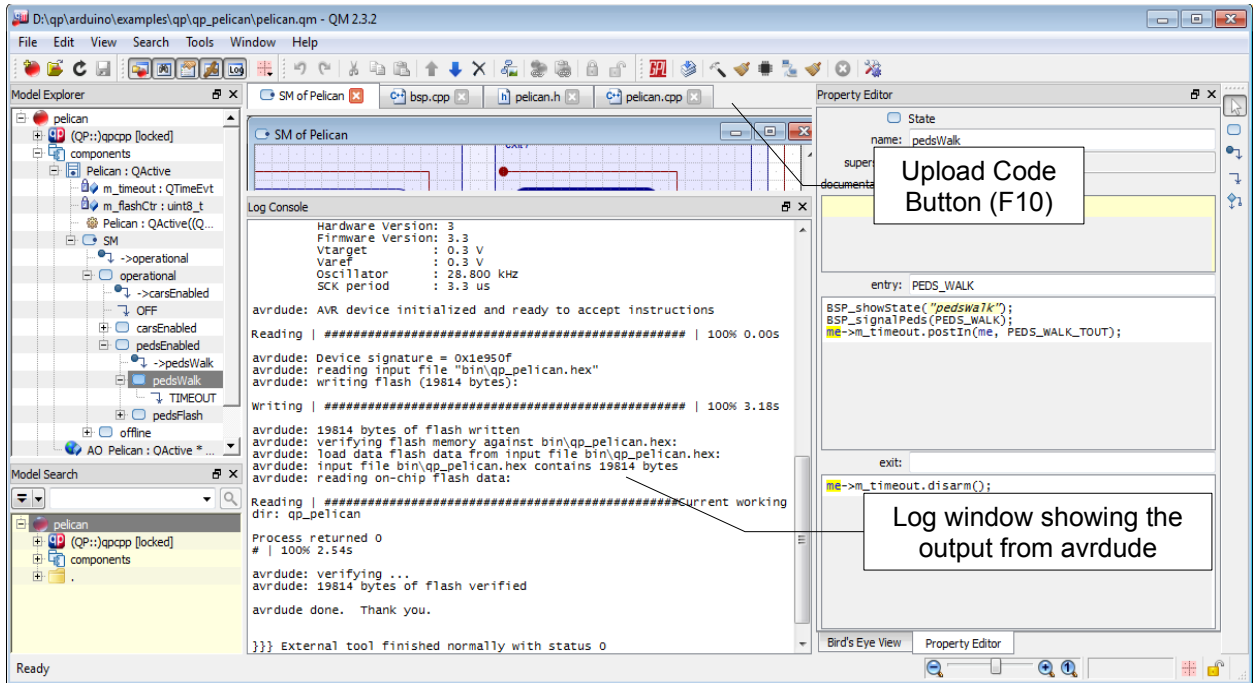 D:\qp\arduino\examples\qp\qp_pelican\pelican.qm - QM 2.3.2
File Edit View Search Tools Window Help
LOG
GPL
Model Explorer
pelican
(QP::)qpcpp [locked]
components
Pelican : QActive
m_timeout : QTimeEvt
m_flashCtr : uint8_t
Pelican : QActive((Q...
SM
->operational
operational
->carsEnabled
OFF
carsEnabled
pedsEnabled
->pedsWalk
pedsWalk
TIMEOUT
pedsFlash
offline
AO_Pelican : QActive * ...
Model Search
pelican
(QP::)qpcpp [locked]
components
.
SM of Pelican bsp.cpp pelican.h pelican.cpp
SM of Pelican
Log Console
Hardware Version: 3
Firmware Version: 3.3
Vtarget : 0.3 V
Varef : 0.3 V
Oscillator : 28.800 kHz
SCK period : 3.3 us
avrdude: AVR device initialized and ready to accept instructions
Reading | ################################################## | 100% 0.00s
avrdude: Device signature = 0x1e950f
avrdude: reading input file "bin\qp_pelican.hex"
avrdude: writing flash (19814 bytes):
Writing | ################################################## | 100% 3.18s
avrdude: 19814 bytes of flash written
avrdude: verifying flash memory against bin\qp_pelican.hex:
avrdude: load data flash data from input file bin\qp_pelican.hex:
avrdude: input file bin\qp_pelican.hex contains 19814 bytes
avrdude: reading on-chip flash data:
Reading | #################################################Current working
dir: qp_pelican
Process returned 0
# | 100% 2.54s
avrdude: verifying ...
avrdude: 19814 bytes of flash verified
avrdude done. Thank you.
}}} External tool finished normally with status 0
Property Editor
State
name: pedsWalk
Upload Code
Button (F10)
entry: PEDS_WALK
BSP_showState("pedsWalk");
BSP_signalPeds(PEDS_WALK);
me->m_timeout.postIn(me, PEDS_WALK_TOUT);
exit:
me->m_timeout.disarm();
Log window showing the
output from avrdude
Bird's Eye View Property Editor
Ready